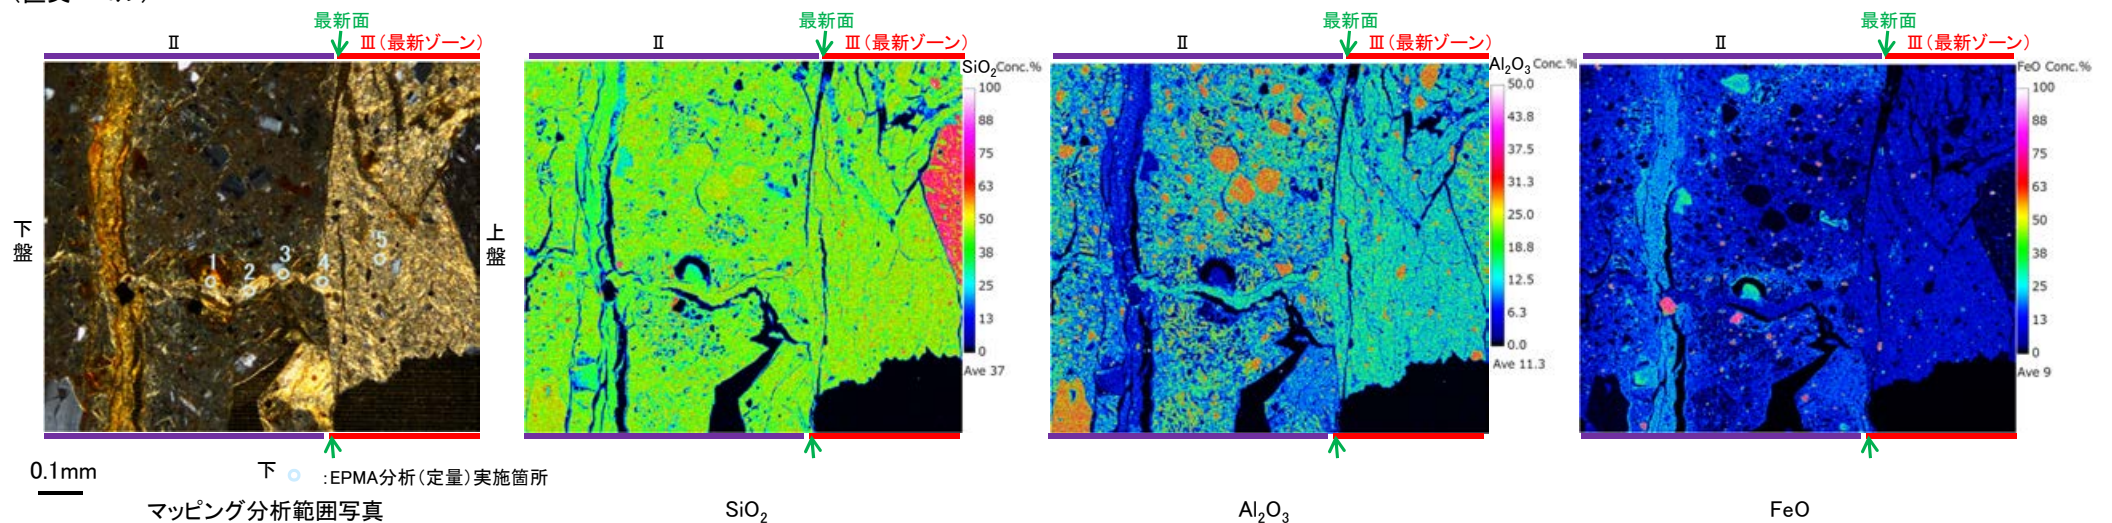 最新面 最新面 最新面 最新面
Ⅱ Ⅲ（最新ゾーン） Ⅱ Ⅲ（最新ゾーン） Ⅱ Ⅲ（最新ゾーン） Ⅱ Ⅲ（最新ゾーン）
下盤
1
2
3
4
5
上盤
SiO₂ Conc.%
100
88
75
63
50
38
25
13
0
Ave 37
Al₂O₃ Conc.%
50.0
43.8
37.5
31.3
25.0
18.8
12.5
6.3
0.0
Ave 11.3
FeO Conc.%
100
88
75
63
50
38
25
13
0
Ave 9
0.1mm
下 ：EPMA分析（定量）実施箇所
マッピング分析範囲写真 SiO₂ Al₂O₃ FeO